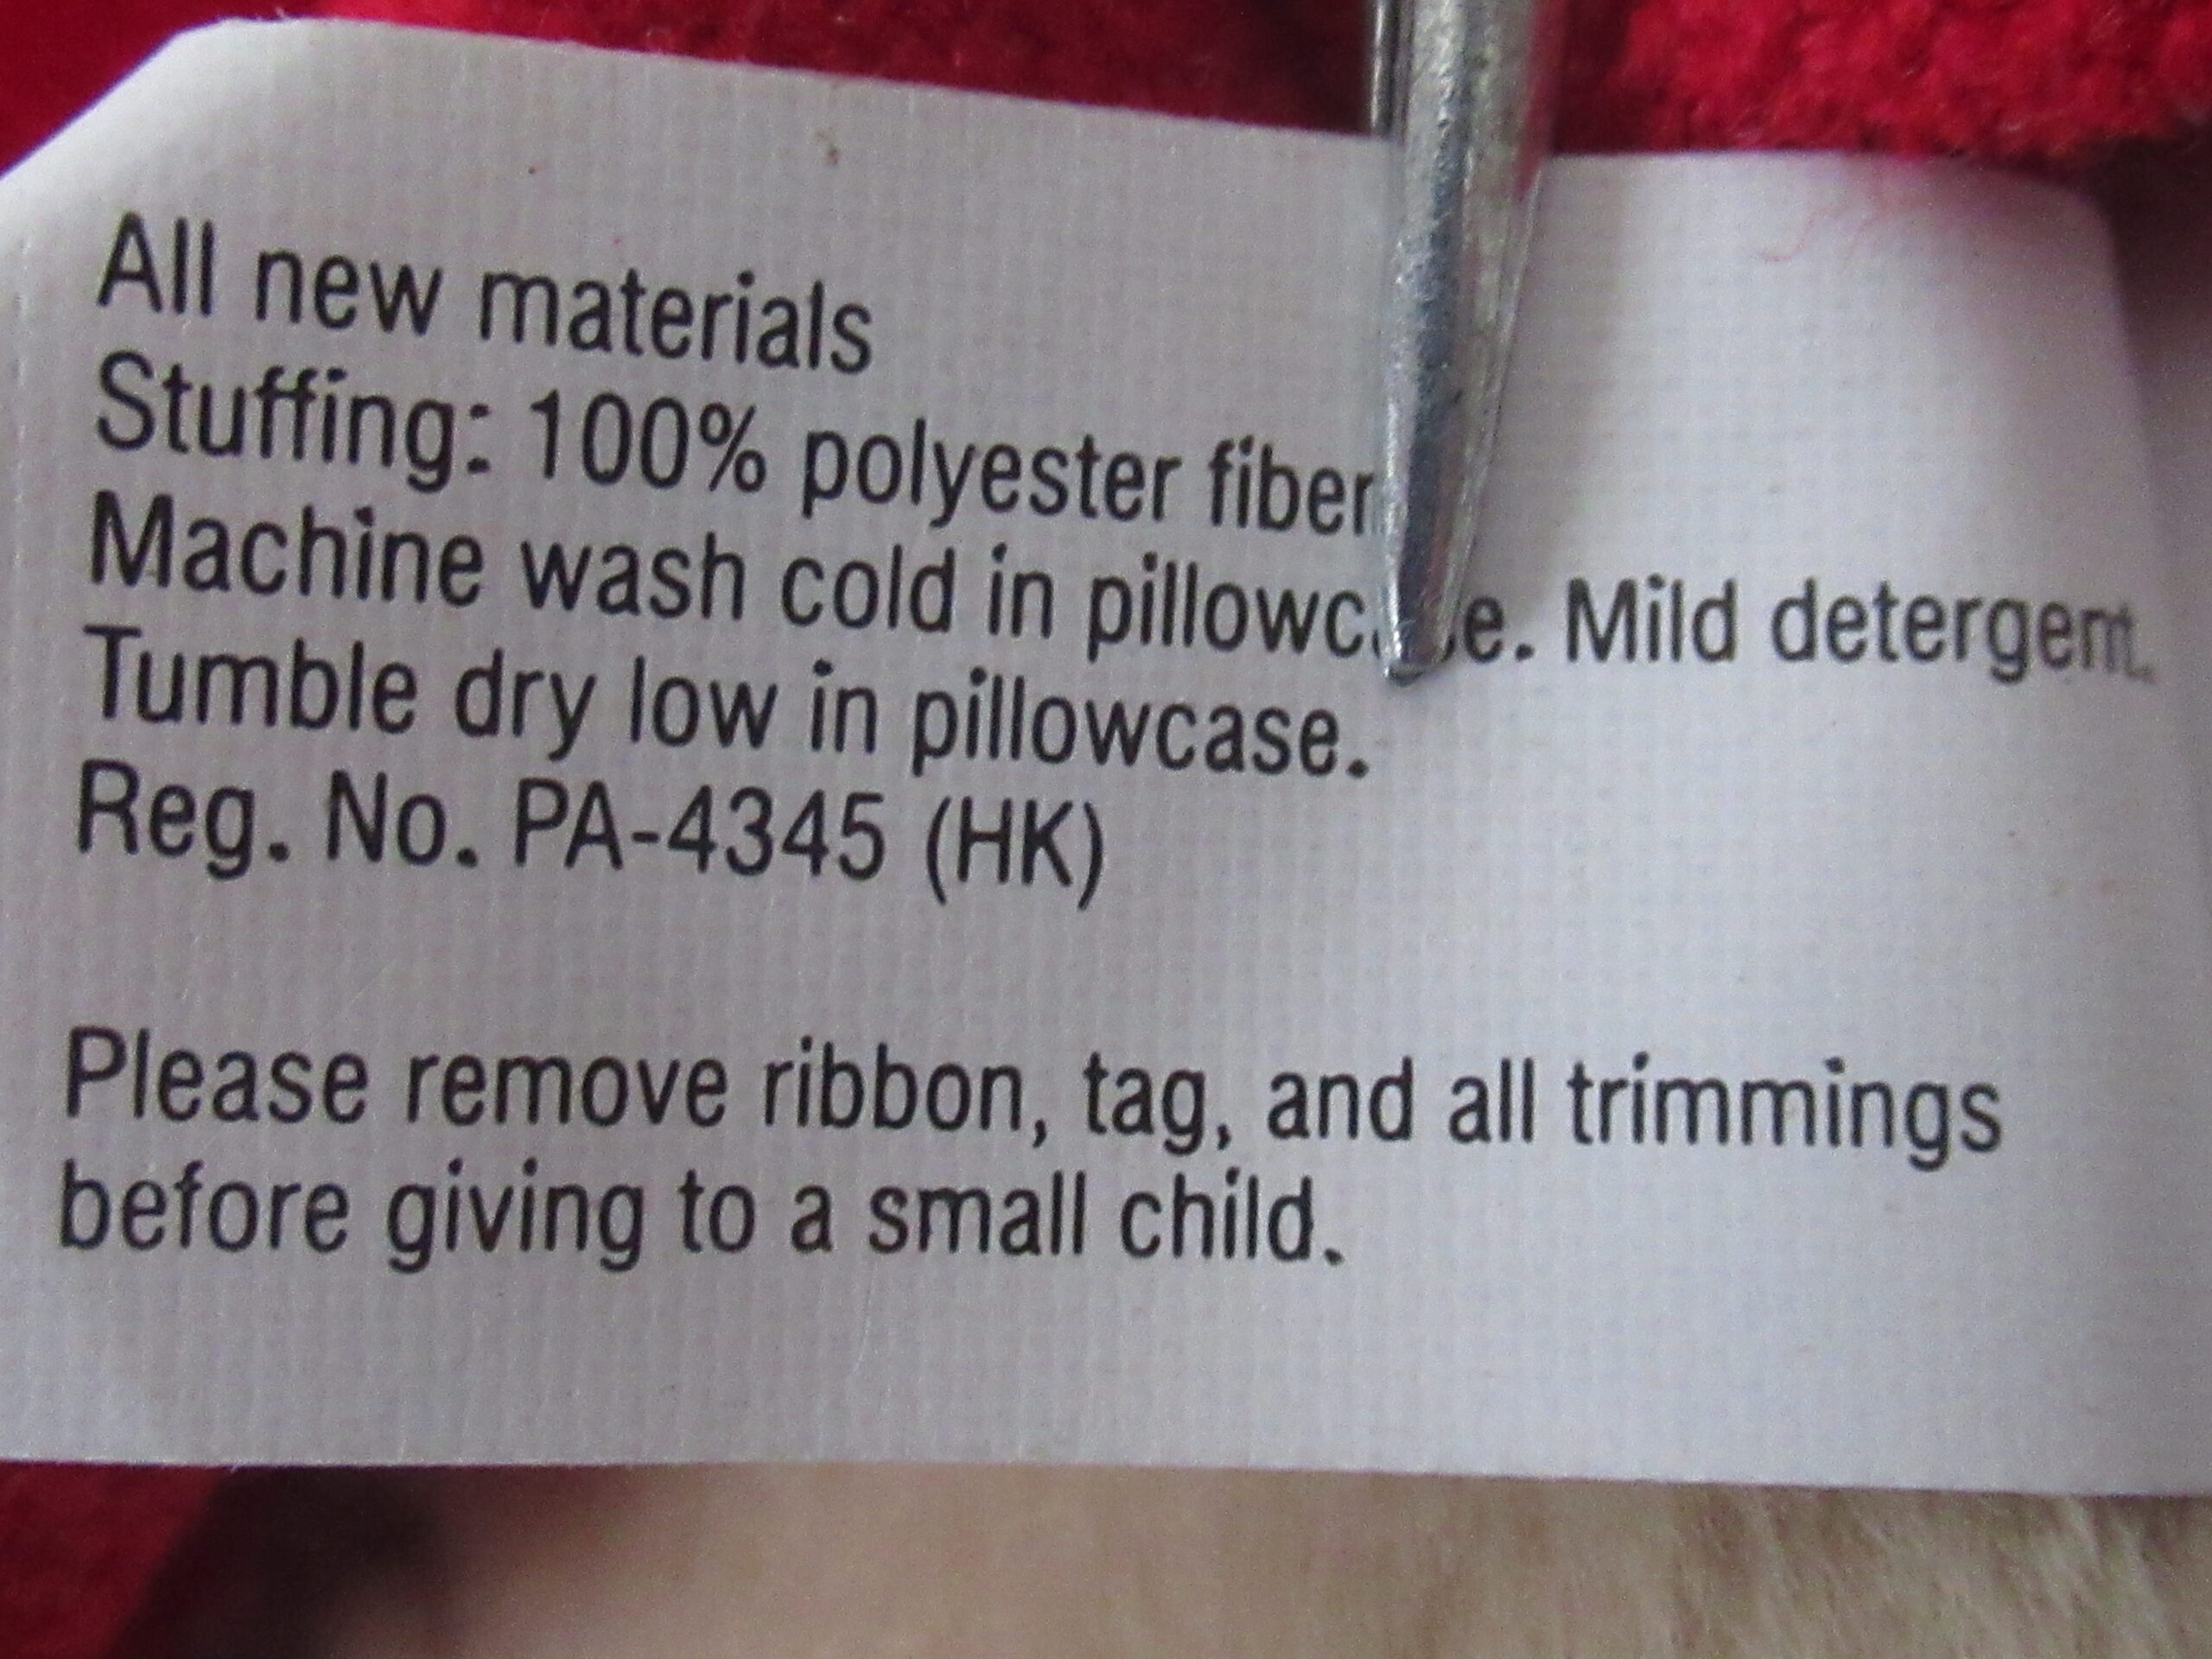 All new materials
Stuffing: 100% polyester fiber
Machine wash cold in pillowcase. Mild detergent.
Tumble dry low in pillowcase.
Reg. No. PA-4345 (HK)
Please remove ribbon, tag, and all trimmings
before giving to a small child.